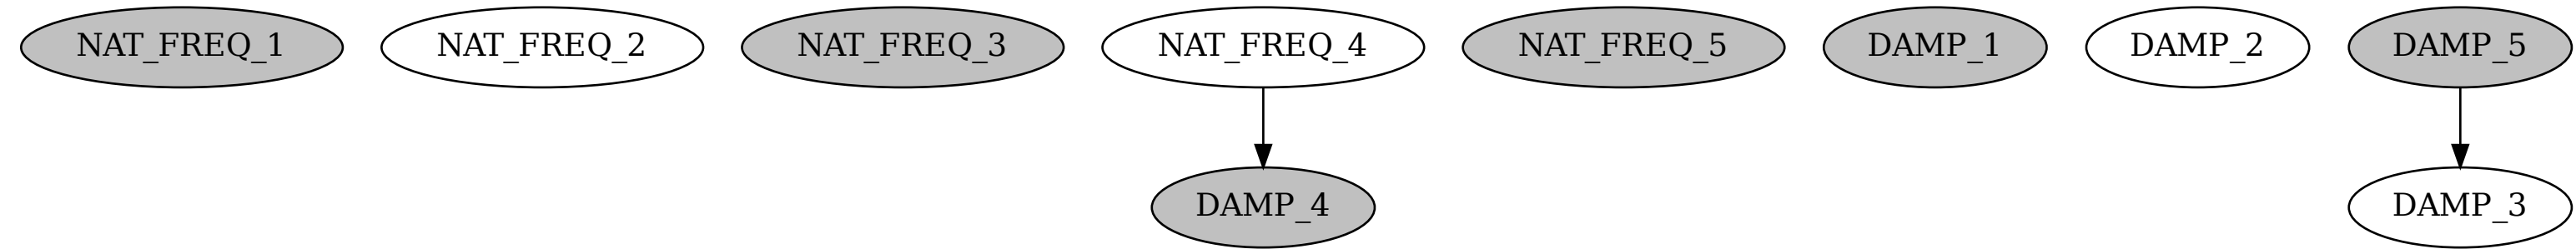 NAT_FREQ_1 NAT_FREQ_2 NAT_FREQ_3 NAT_FREQ_4 NAT_FREQ_5 DAMP_1 DAMP_2 DAMP_5
DAMP_4 DAMP_3